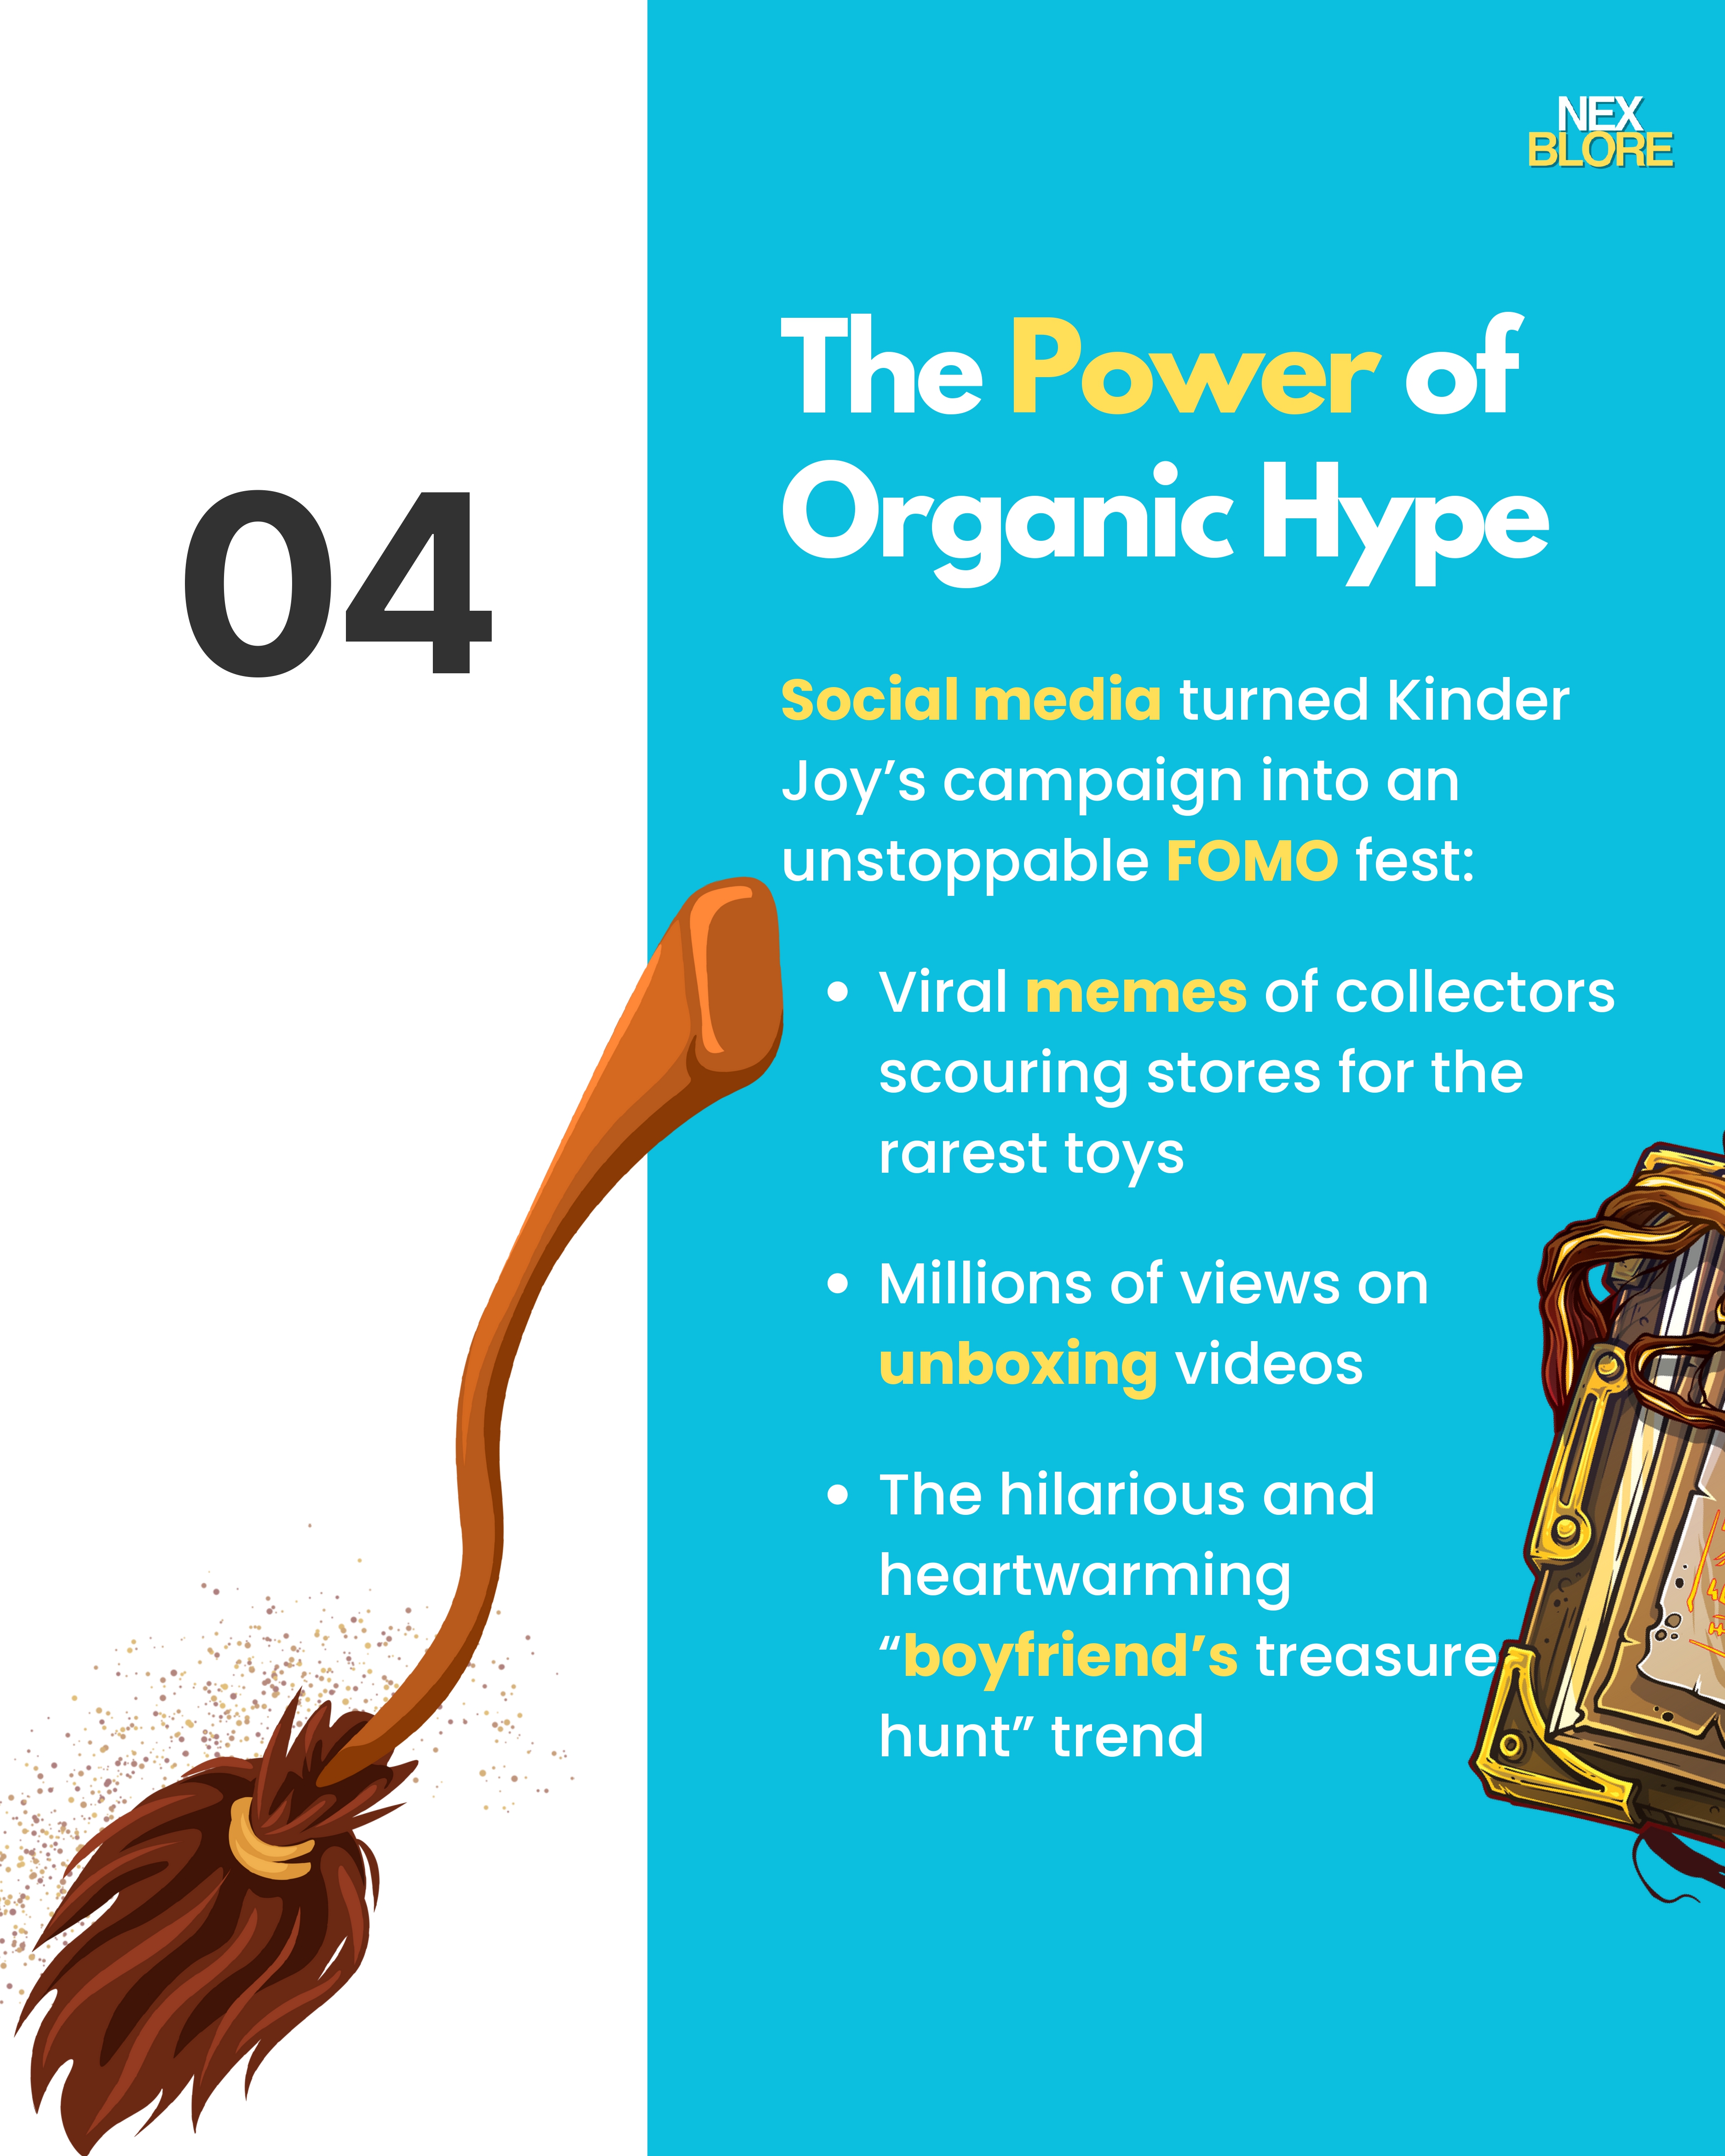 NEX
BLORE
04
The Power of
Organic Hype
Social media turned Kinder
Joy’s campaign into an
unstoppable FOMO fest:
• Viral memes of collectors
scouring stores for the
rarest toys
• Millions of views on
unboxing videos
• The hilarious and
heartwarming
“boyfriend’s treasure
hunt” trend